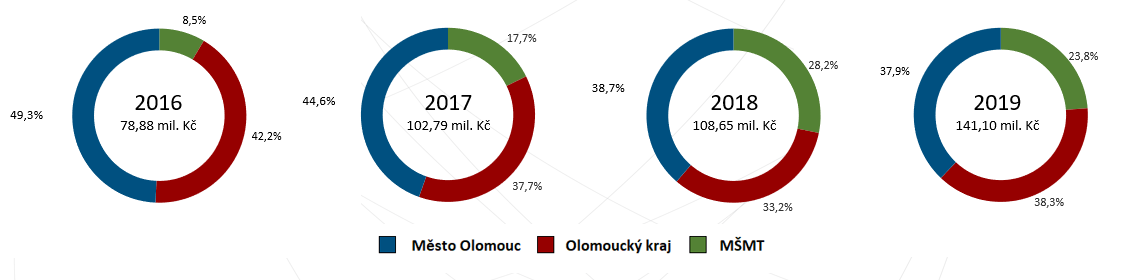 8,5%
49,3%
2016
78,88 mil. Kč
42,2%
17,7%
44,6%
2017
102,79 mil. Kč
37,7%
28,2%
38,7%
2018
108,65 mil. Kč
33,2%
23,8%
37,9%
2019
141,10 mil. Kč
38,3%
Město Olomouc
Olomoucký kraj
MŠMT